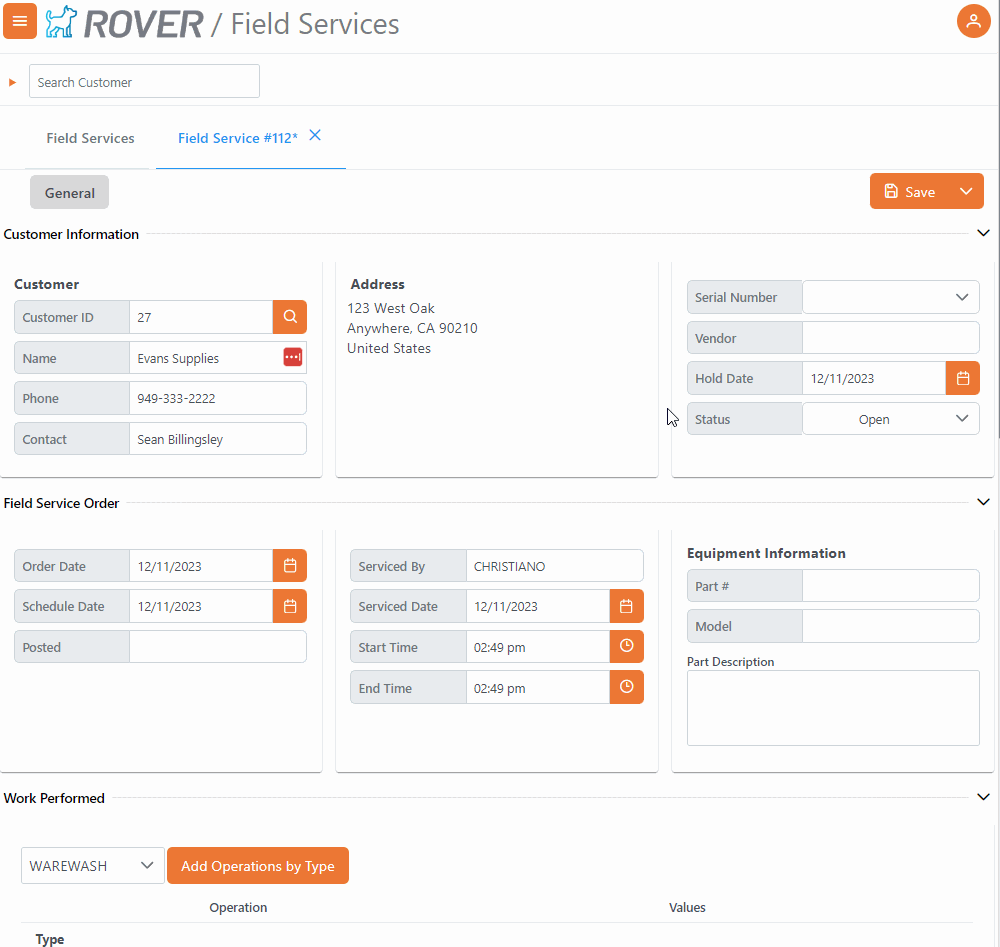 ROVER / Field Services
Search Customer
Field Services
Field Service #112*
General
Save
Customer Information
Customer
Customer ID 27
Name Evans Supplies
Phone 949-333-2222
Contact Sean Billingsley
Address
123 West Oak
Anywhere, CA 90210
United States
Serial Number
Vendor
Hold Date 12/11/2023
Status Open
Field Service Order
Order Date 12/11/2023
Schedule Date 12/11/2023
Posted
Serviced By CHRISTIANO
Serviced Date 12/11/2023
Start Time 02:49 pm
End Time 02:49 pm
Equipment Information
Part #
Model
Part Description
Work Performed
WAREWASH Add Operations by Type
Operation Values
Type